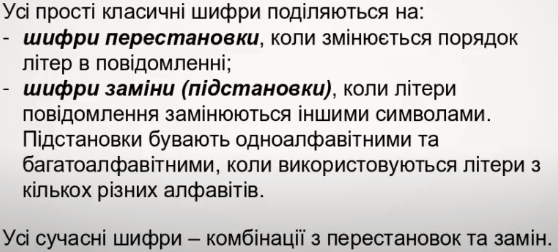 Усі прості класичні шифри поділяються на:
- шифри перестановки, коли змінюється порядок
літер в повідомленні;
- шифри заміни (підстановки), коли літери
повідомлення замінюються іншими символами.
Підстановки бувають одноалфавітними та
багатоалфавітними, коли використовуються літери з
кількох різних алфавітів.
Усі сучасні шифри – комбінації з перестановок та замін.